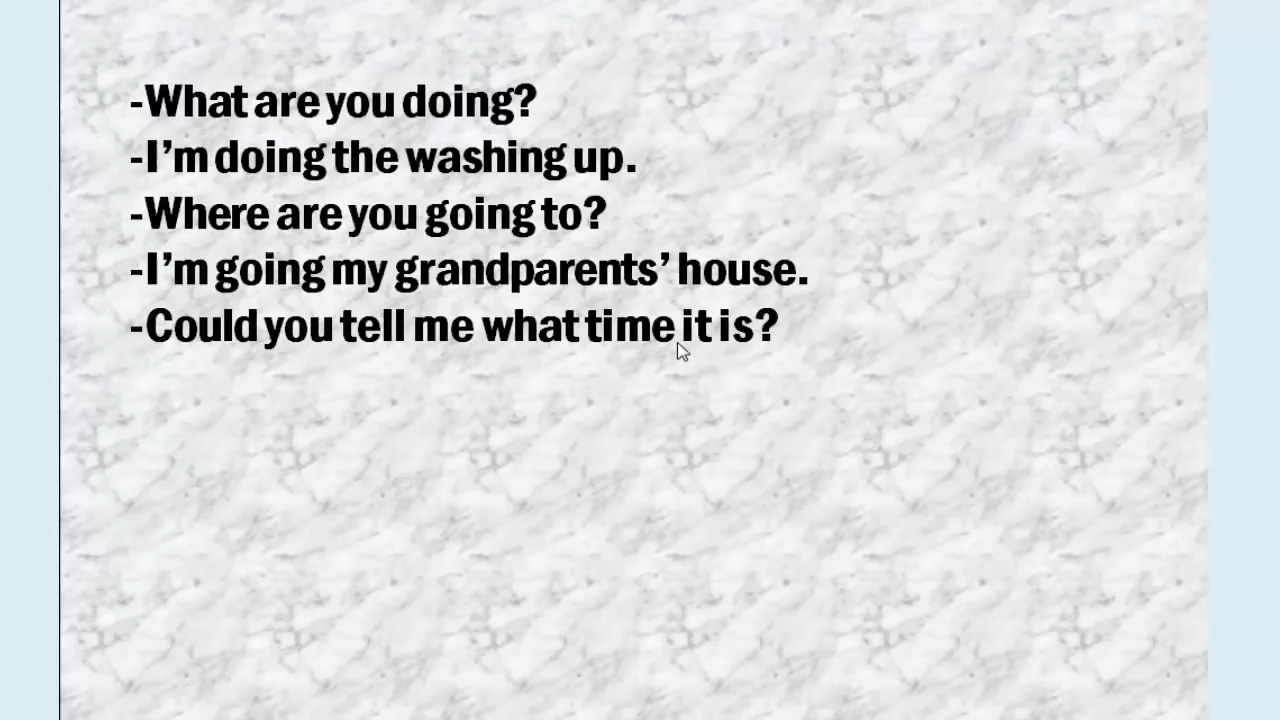 -What are you doing?
-I’m doing the washing up.
-Where are you going to?
-I’m going my grandparents’ house.
-Could you tell me what time it is?